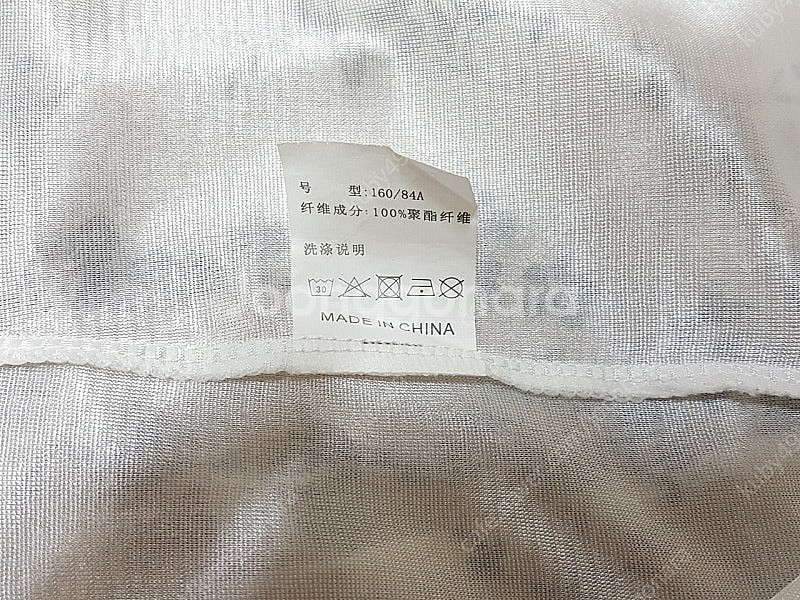 号 型:160/84A
纤维成分:100%聚酯纤维
洗涤说明
30
MADE IN CHINA